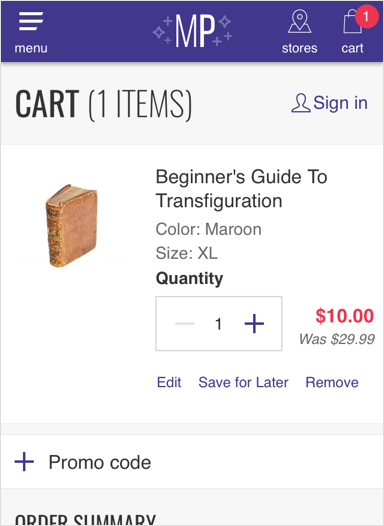 menu
MP
stores
1
cart
CART (1 ITEMS)
Sign in
Beginner's Guide To
Transfiguration
Color: Maroon
Size: XL
Quantity
1
$10.00
Was $29.99
Edit
Save for Later
Remove
Promo code
ORDER SUMMARY